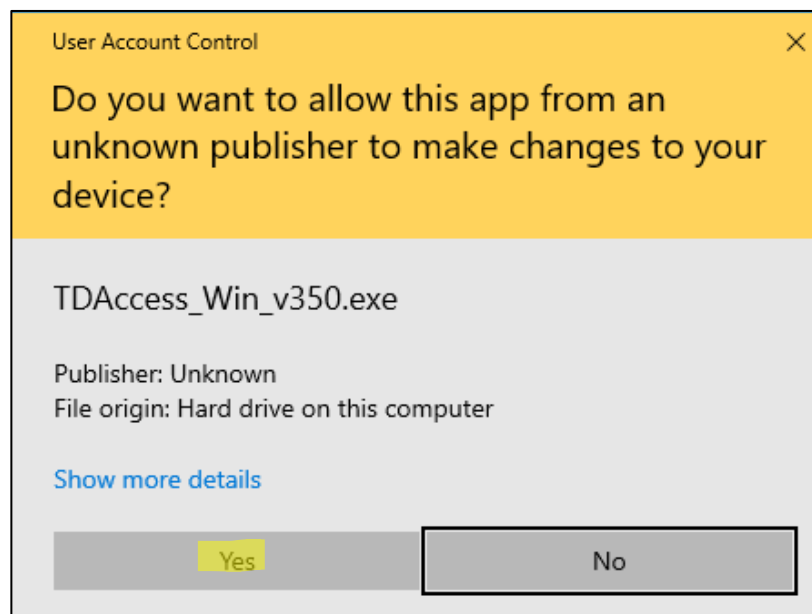 User Account Control
Do you want to allow this app from an
unknown publisher to make changes to your
device?
TDAccess_Win_v350.exe
Publisher: Unknown
File origin: Hard drive on this computer
Show more details
Yes
No